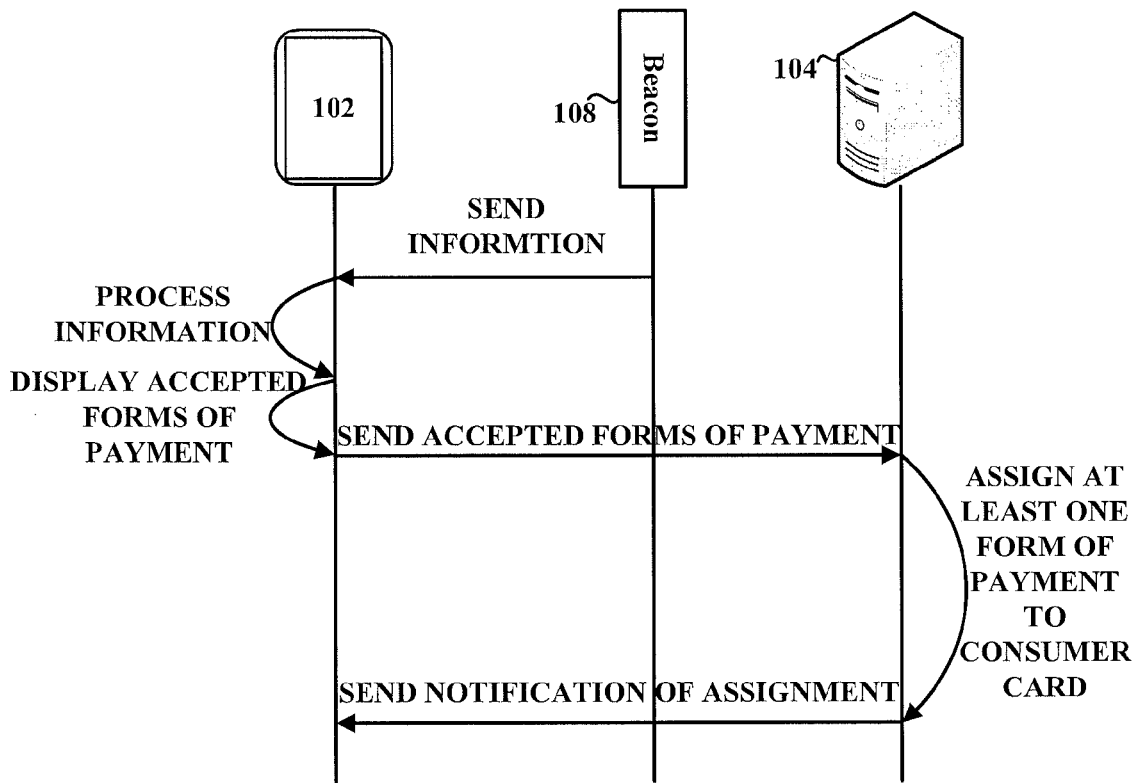 102
108
Beacon
104
SEND
INFORMTION
PROCESS
INFORMATION
DISPLAY ACCEPTED
FORMS OF
PAYMENT
SEND ACCEPTED FORMS OF PAYMENT
ASSIGN AT
LEAST ONE
FORM OF
PAYMENT
TO
CONSUMER
CARD
SEND NOTIFICATION OF ASSIGNMENT